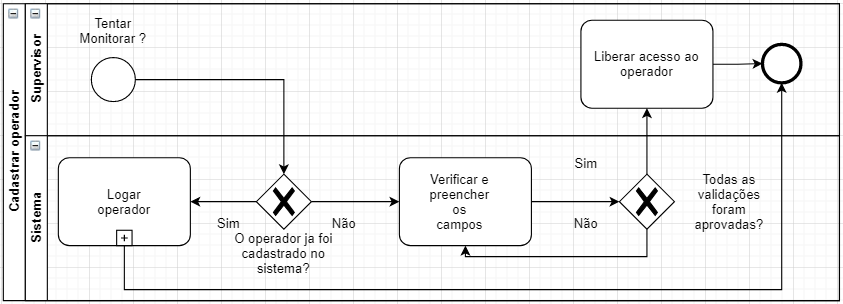 Cadastrar operador
Supervisor
Tentar
Monitorar ?
Liberar acesso ao
operador
Sistema
Logar
operador
Sim
O operador ja foi
cadastrado no
sistema?
Não
Verificar e
preencher
os
campos
Sim
Não
Todas as
validações
foram
aprovadas?